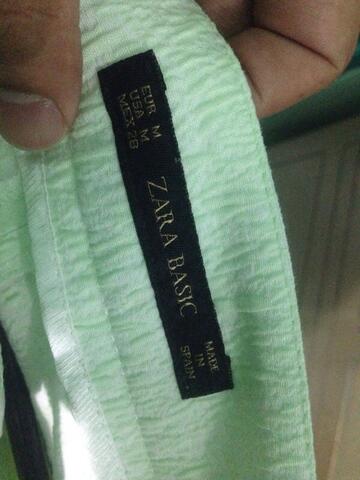 EUR M
USA M
MEX 28
ZARA BASIC
MADE
IN
SPAIN